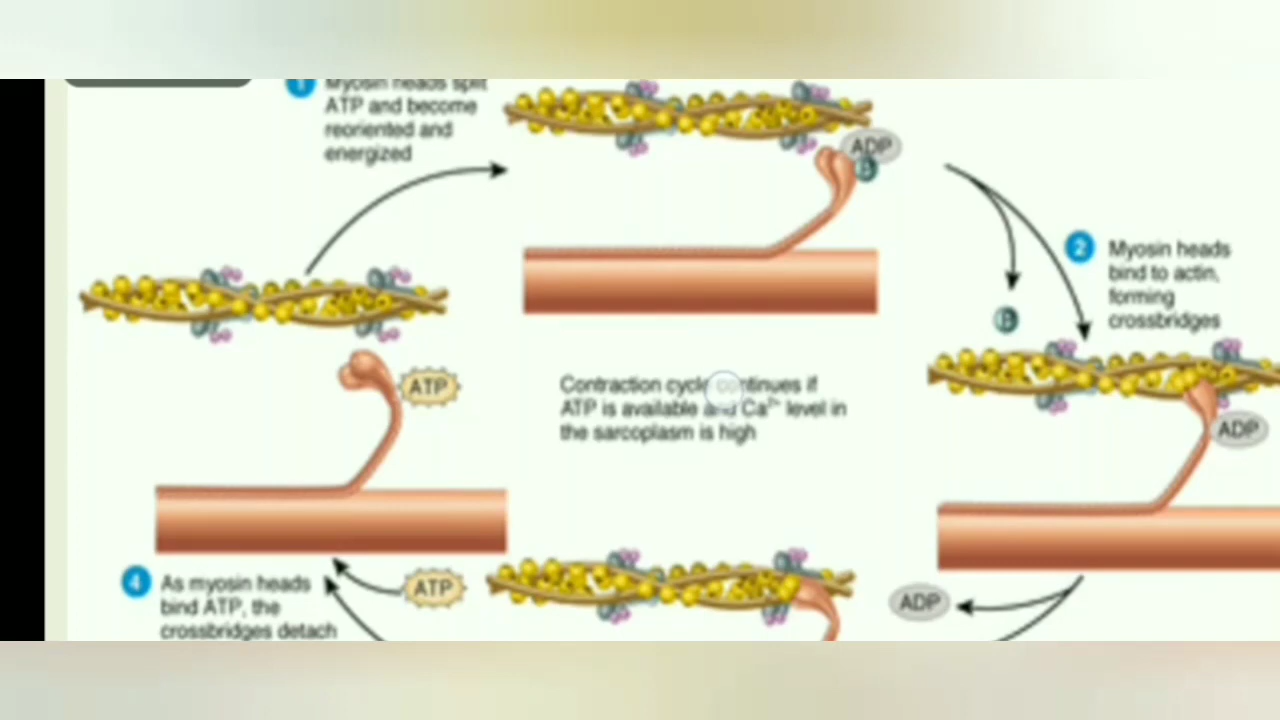 1 Myosin heads split
ATP and become
reoriented and
energized
ADP
P
2 Myosin heads
bind to actin,
forming
crossbridges
P
ATP
Contraction cycle continues if
ATP is available and Ca²⁺ level in
the sarcoplasm is high
ADP
4 As myosin heads
bind ATP, the
crossbridges detach
ATP
ADP